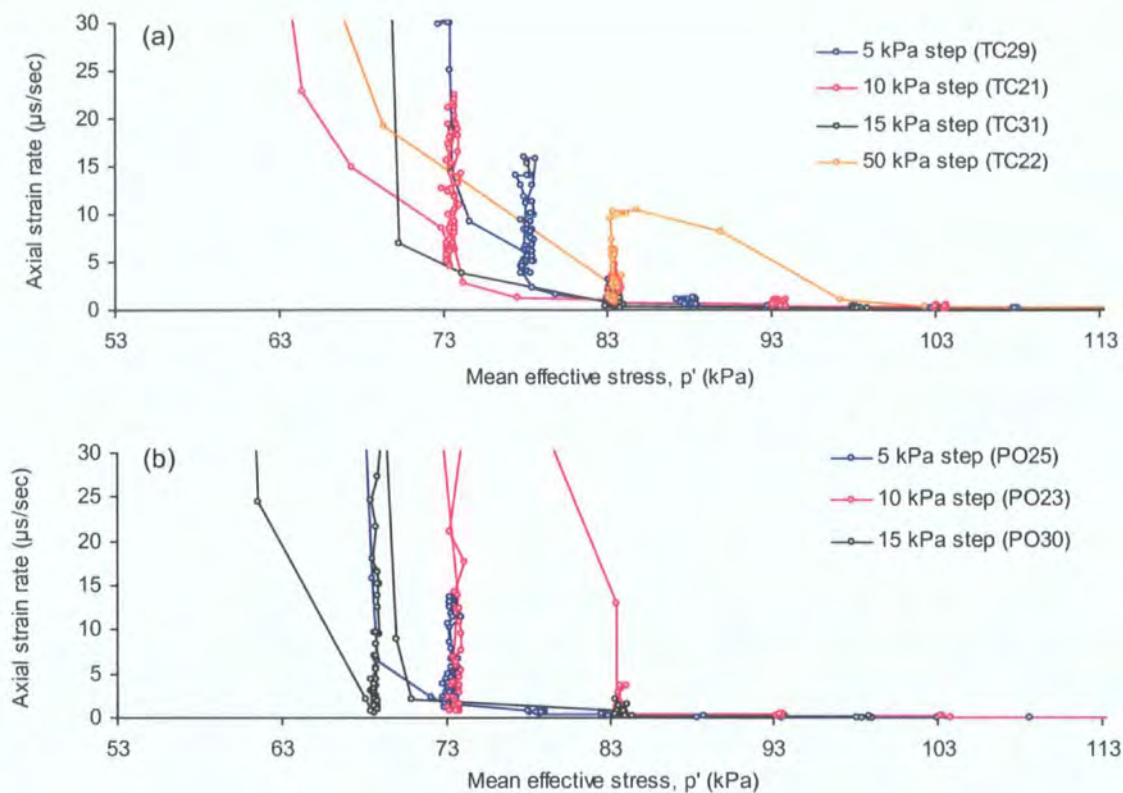 (a)
Axial strain rate (µs/sec)
30
25
20
15
10
5
0
53 63 73 83 93 103 113
Mean effective stress, p' (kPa)
5 kPa step (TC29)
10 kPa step (TC21)
15 kPa step (TC31)
50 kPa step (TC22)
(b)
Axial strain rate (µs/sec)
30
25
20
15
10
5
0
53 63 73 83 93 103 113
Mean effective stress, p' (kPa)
5 kPa step (PO25)
10 kPa step (PO23)
15 kPa step (PO30)